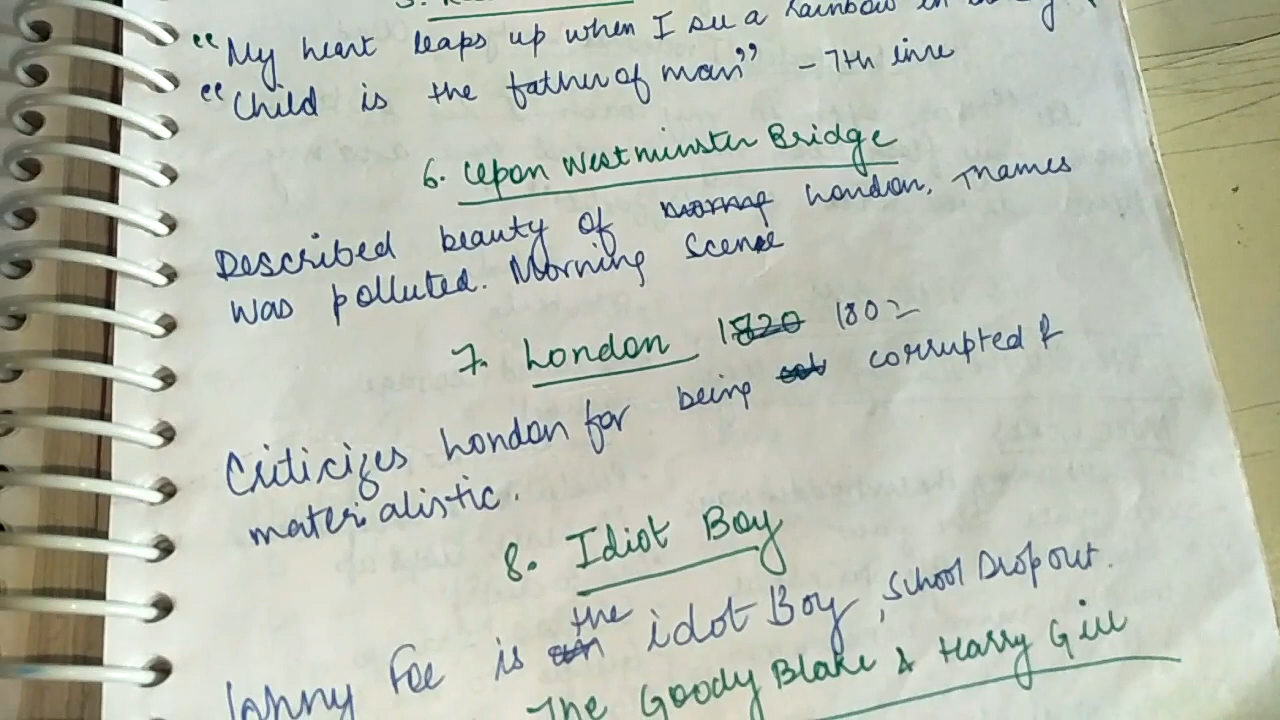 "My heart leaps up when I see a Rainbow in
"Child is the father of man" - 7th line
6. Upon Westminster Bridge
Described beauty of London, Thames
was polluted. Morning Scene
7. London 1802
Criticizes London for being corrupted &
materialistic.
8. Idiot Boy
Johny Foe is the idot Boy, School Dropout.
The Goody Blake & Harry Gill